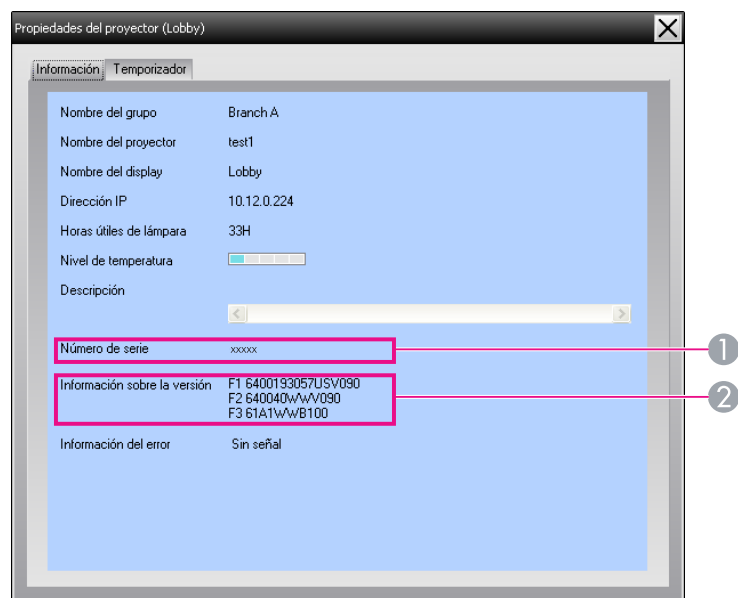 Propiedades del proyector (Lobby)
Información Temporizador
Nombre del grupo Branch A
Nombre del proyector test1
Nombre del display Lobby
Dirección IP 10.12.0.224
Horas útiles de lámpara 33H
Nivel de temperatura
Descripción
Número de serie xxxxx 1
Información sobre la versión F1 6400193057USV090
F2 640040WWV090 2
F3 61A1WWB100
Información del error Sin señal